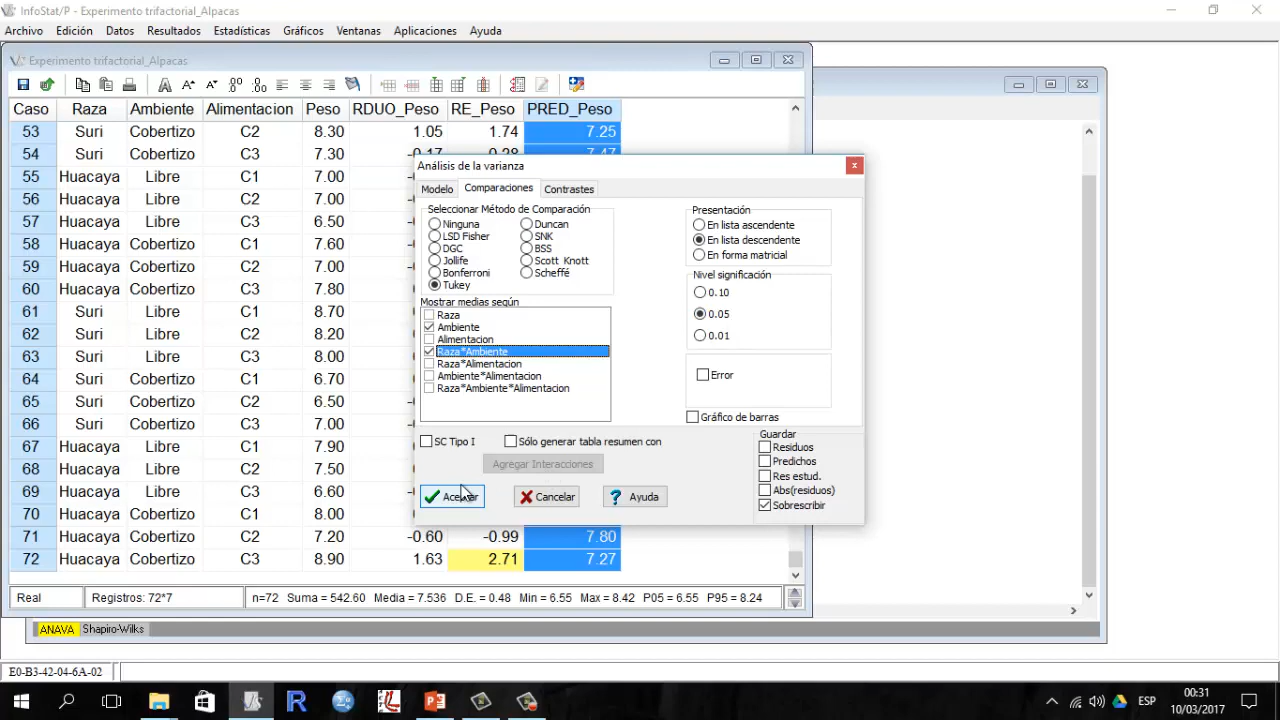 InfoStat/P - Experimento trifactorial_Alpacas
Archivo Edición Datos Resultados Estadísticas Gráficos Ventanas Aplicaciones Ayuda
Experimento trifactorial_Alpacas
Caso Raza Ambiente Alimentacion Peso RDUO_Peso RE_Peso PRED_Peso
53 Suri Cobertizo C2 8.30 1.05 1.74 7.25
54 Suri Cobertizo C3 7.30 -0.17 -0.28 7.47
55 Huacaya Libre C1 7.00
56 Huacaya Libre C2 7.00
57 Huacaya Libre C3 6.50
58 Huacaya Cobertizo C1 7.60
59 Huacaya Cobertizo C2 7.00
60 Huacaya Cobertizo C3 7.80
61 Suri Libre C1 8.70
62 Suri Libre C2 8.20
63 Suri Libre C3 8.00
64 Suri Cobertizo C1 6.70
65 Suri Cobertizo C2 6.50
66 Suri Cobertizo C3 7.00
67 Huacaya Libre C1 7.90
68 Huacaya Libre C2 7.50
69 Huacaya Libre C3 6.60
70 Huacaya Cobertizo C1 8.00
71 Huacaya Cobertizo C2 7.20 -0.60 -0.99 7.80
72 Huacaya Cobertizo C3 8.90 1.63 2.71 7.27
Real Registros: 72*7 n=72 Suma = 542.60 Media = 7.536 D.E. = 0.48 Min = 6.55 Max = 8.42 P05 = 6.55 P95 = 8.24
ANAVA Shapiro-Wilks
Análisis de la varianza
Modelo Comparaciones Contrastes
Seleccionar Método de Comparación
Ninguna Duncan
LSD Fisher SNK
DGC BSS
Jollife Scott Knott
Bonferroni Scheffé
Tukey
Mostrar medias según
Raza
Ambiente
Alimentacion
Raza*Ambiente
Raza*Alimentacion
Ambiente*Alimentacion
Raza*Ambiente*Alimentacion
Presentación
En lista ascendente
En lista descendente
En forma matricial
Nivel significación
0.10
0.05
0.01
Error
Gráfico de barras
SC Tipo I Sólo generar tabla resumen con
Agregar Interacciones
Guardar
Residuos
Predichos
Res estud.
Abs(residuos)
Sobrescribir
Aceptar Cancelar Ayuda
E0-B3-42-04-6A-02
ESP
00:31
10/03/2017